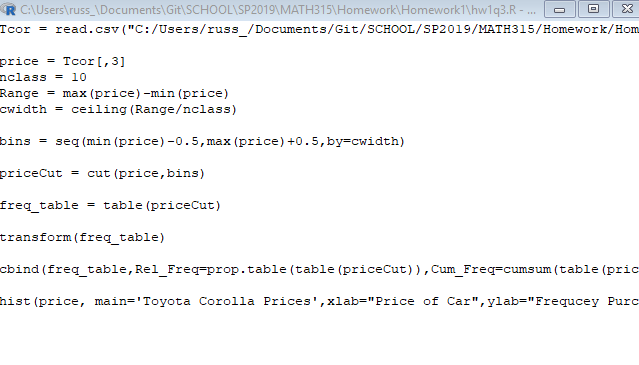 C:\Users\russ_\Documents\Git\SCHOOL\SP2019\MATH315\Homework\Homework1\hw1q3.R - ...
Tcor = read.csv("C:/Users/russ_/Documents/Git/SCHOOL/SP2019/MATH315/Homework/Hom
price = Tcor[,3]
nclass = 10
Range = max(price)-min(price)
cwidth = ceiling(Range/nclass)
bins = seq(min(price)-0.5,max(price)+0.5,by=cwidth)
priceCut = cut(price,bins)
freq_table = table(priceCut)
transform(freq_table)
cbind(freq_table,Rel_Freq=prop.table(table(priceCut)),Cum_Freq=cumsum(table(pric
hist(price, main='Toyota Corolla Prices',xlab="Price of Car",ylab="Frequcey Purc